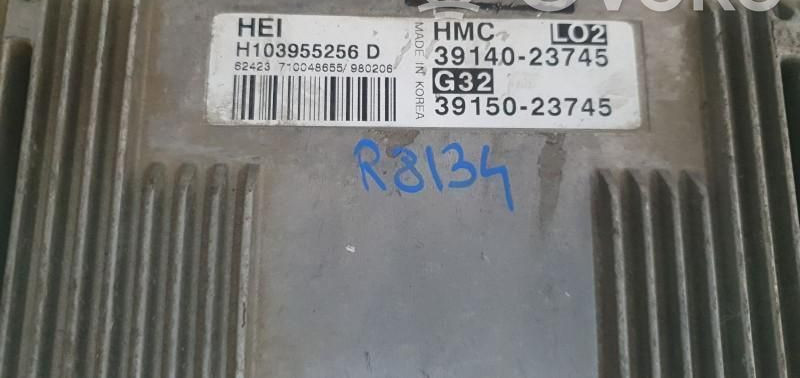 HEI
H103955256 D
62423 710048655/980206
MADE IN KOREA
HMC LO2
39140-23745
G32
39150-23745
R8134